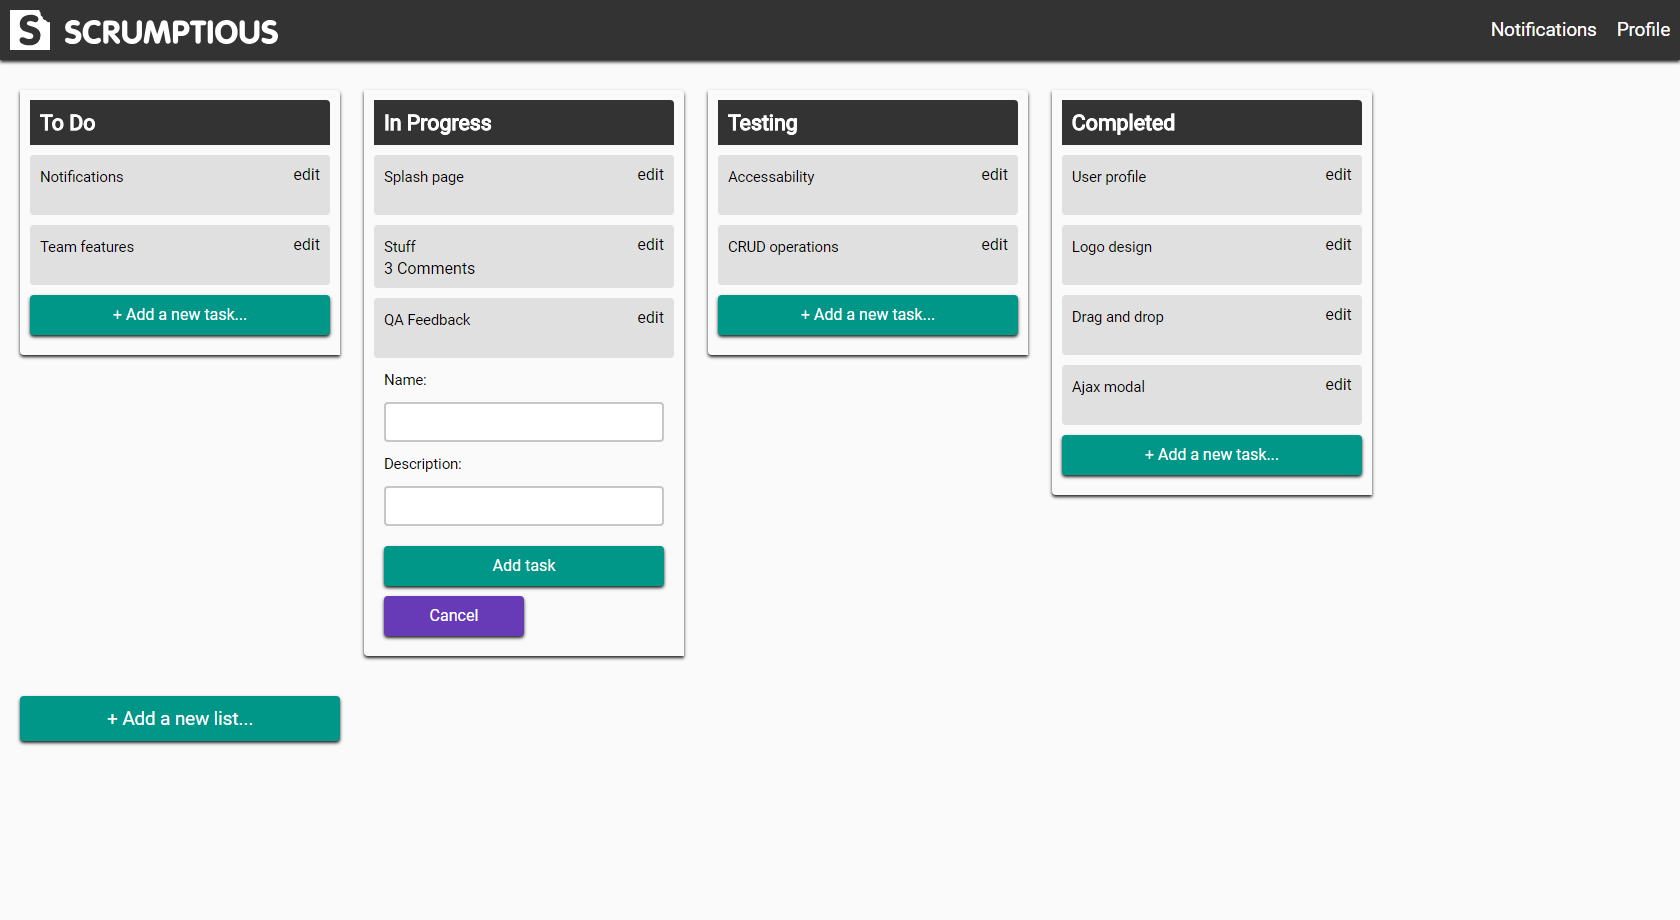 S SCRUMPTIOUS
Notifications Profile
To Do
Notifications edit
Team features edit
+ Add a new task...
In Progress
Splash page edit
Stuff edit
3 Comments
QA Feedback edit
Name:
Description:
Add task
Cancel
Testing
Accessability edit
CRUD operations edit
+ Add a new task...
Completed
User profile edit
Logo design edit
Drag and drop edit
Ajax modal edit
+ Add a new task...
+ Add a new list...